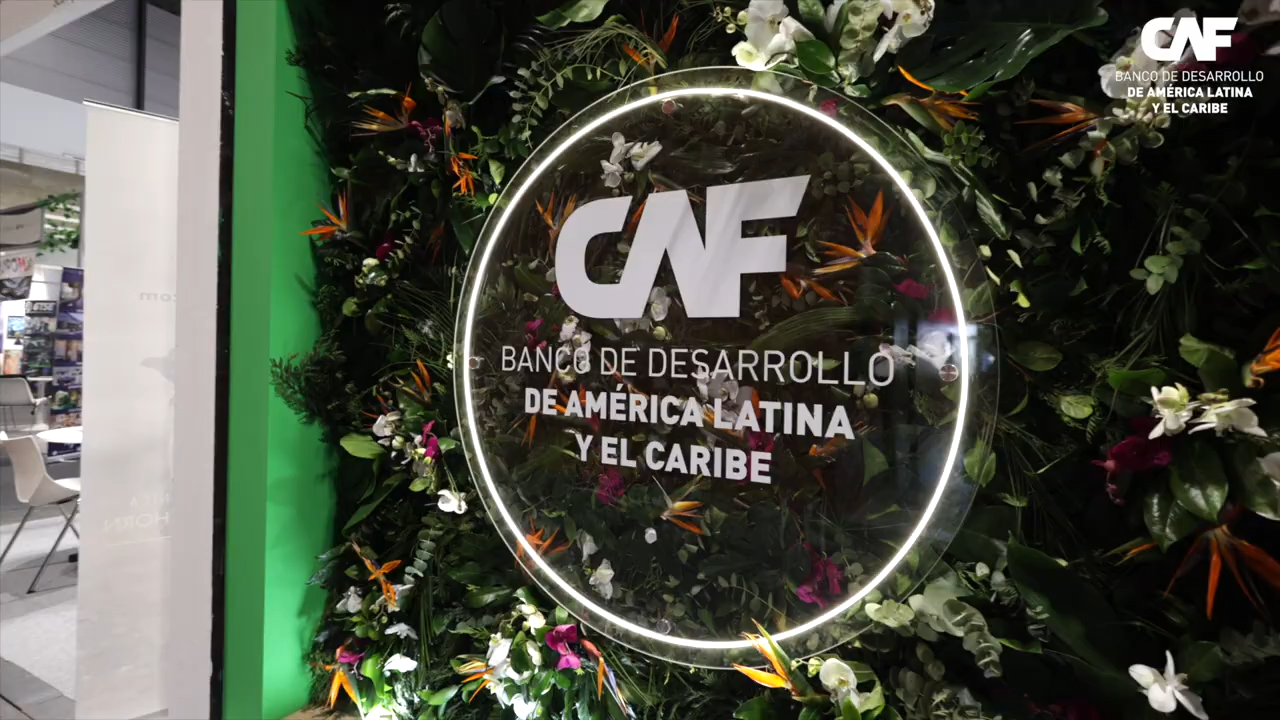 CAF
BANCO DE DESARROLLO
DE AMÉRICA LATINA
Y EL CARIBE
CAF
BANCO DE DESARROLLO
DE AMÉRICA LATINA
Y EL CARIBE